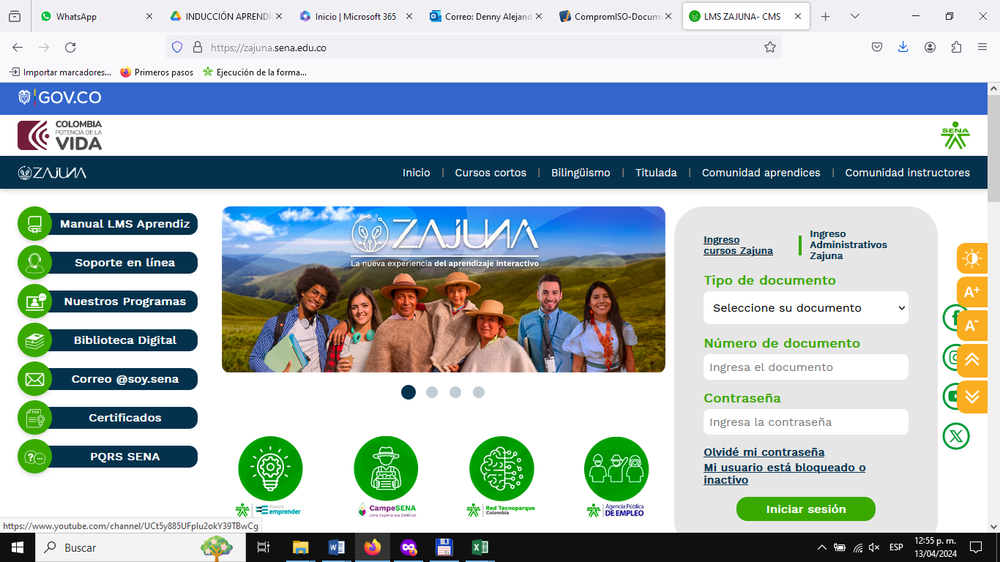 WhatsApp
INDUCCIÓN APRENDI
Inicio | Microsoft 365
Correo: Denny Alejand
CompromISO-Docume
LMS ZAJUNA- CMS
https://zajuna.sena.edu.co
Importar marcadores...
Primeros pasos
Ejecución de la forma...
GOV.CO
COLOMBIA
POTENCIA DE LA
VIDA
SENA
ZAJUNA
Inicio | Cursos cortos | Bilingüismo | Titulada | Comunidad aprendices | Comunidad instructores
Manual LMS Aprendiz
Soporte en línea
Nuestros Programas
Biblioteca Digital
Correo @soy.sena
Certificados
PQRS SENA
ZAJUNA
La nueva experiencia del aprendizaje interactivo
SENA
FONDO
emprender
CampeSENA
¡Una Esperanza Detrás!
SENA
Red Tecnoparque
Colombia
SENA
Agencia Pública
DE EMPLEO
Ingreso
cursos Zajuna
Ingreso
Administrativos
Zajuna
Tipo de documento
Seleccione su documento
Número de documento
Ingresa el documento
Contraseña
Ingresa la contraseña
Olvidé mi contraseña
Mi usuario está bloqueado o
inactivo
Iniciar sesión
A+
A-
https://www.youtube.com/channel/UCt5y885UFplu2okY39TBwCg
Buscar
ESP
12:55 p. m.
13/04/2024